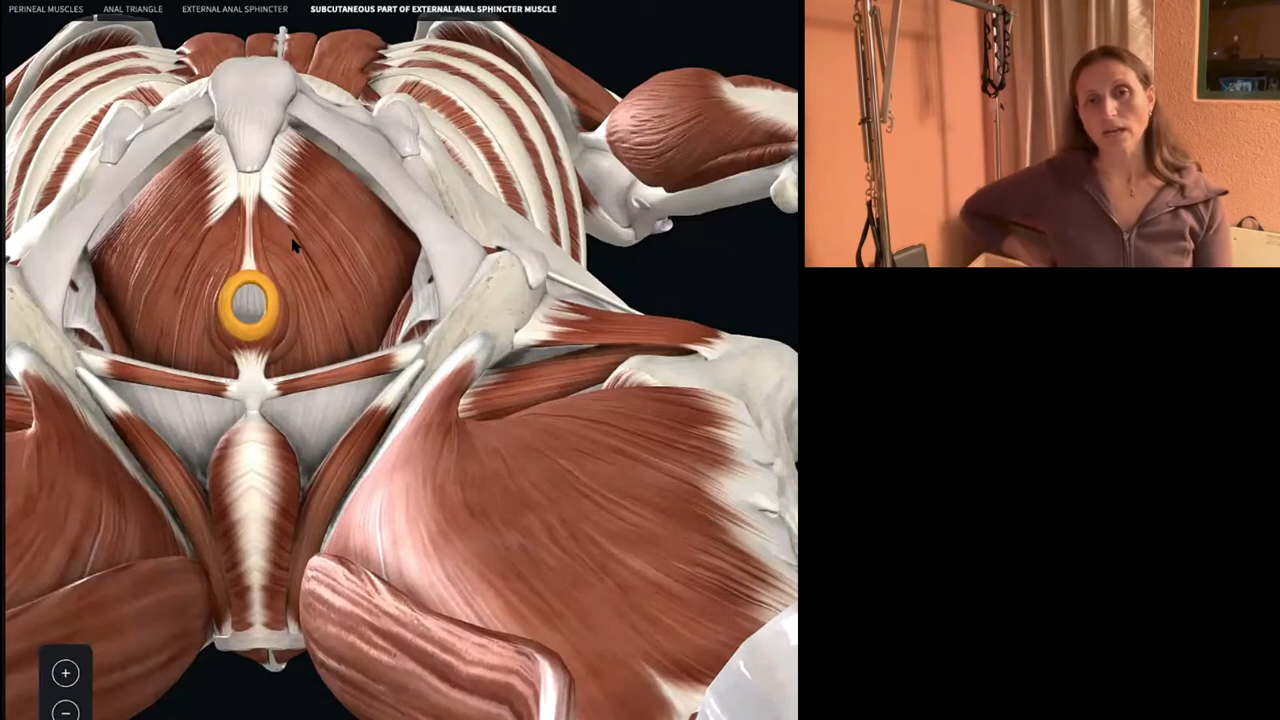 PERINEAL MUSCLES ANAL TRIANGLE EXTERNAL ANAL SPHINCTER SUBCUTANEOUS PART OF EXTERNAL ANAL SPHINCTER MUSCLE